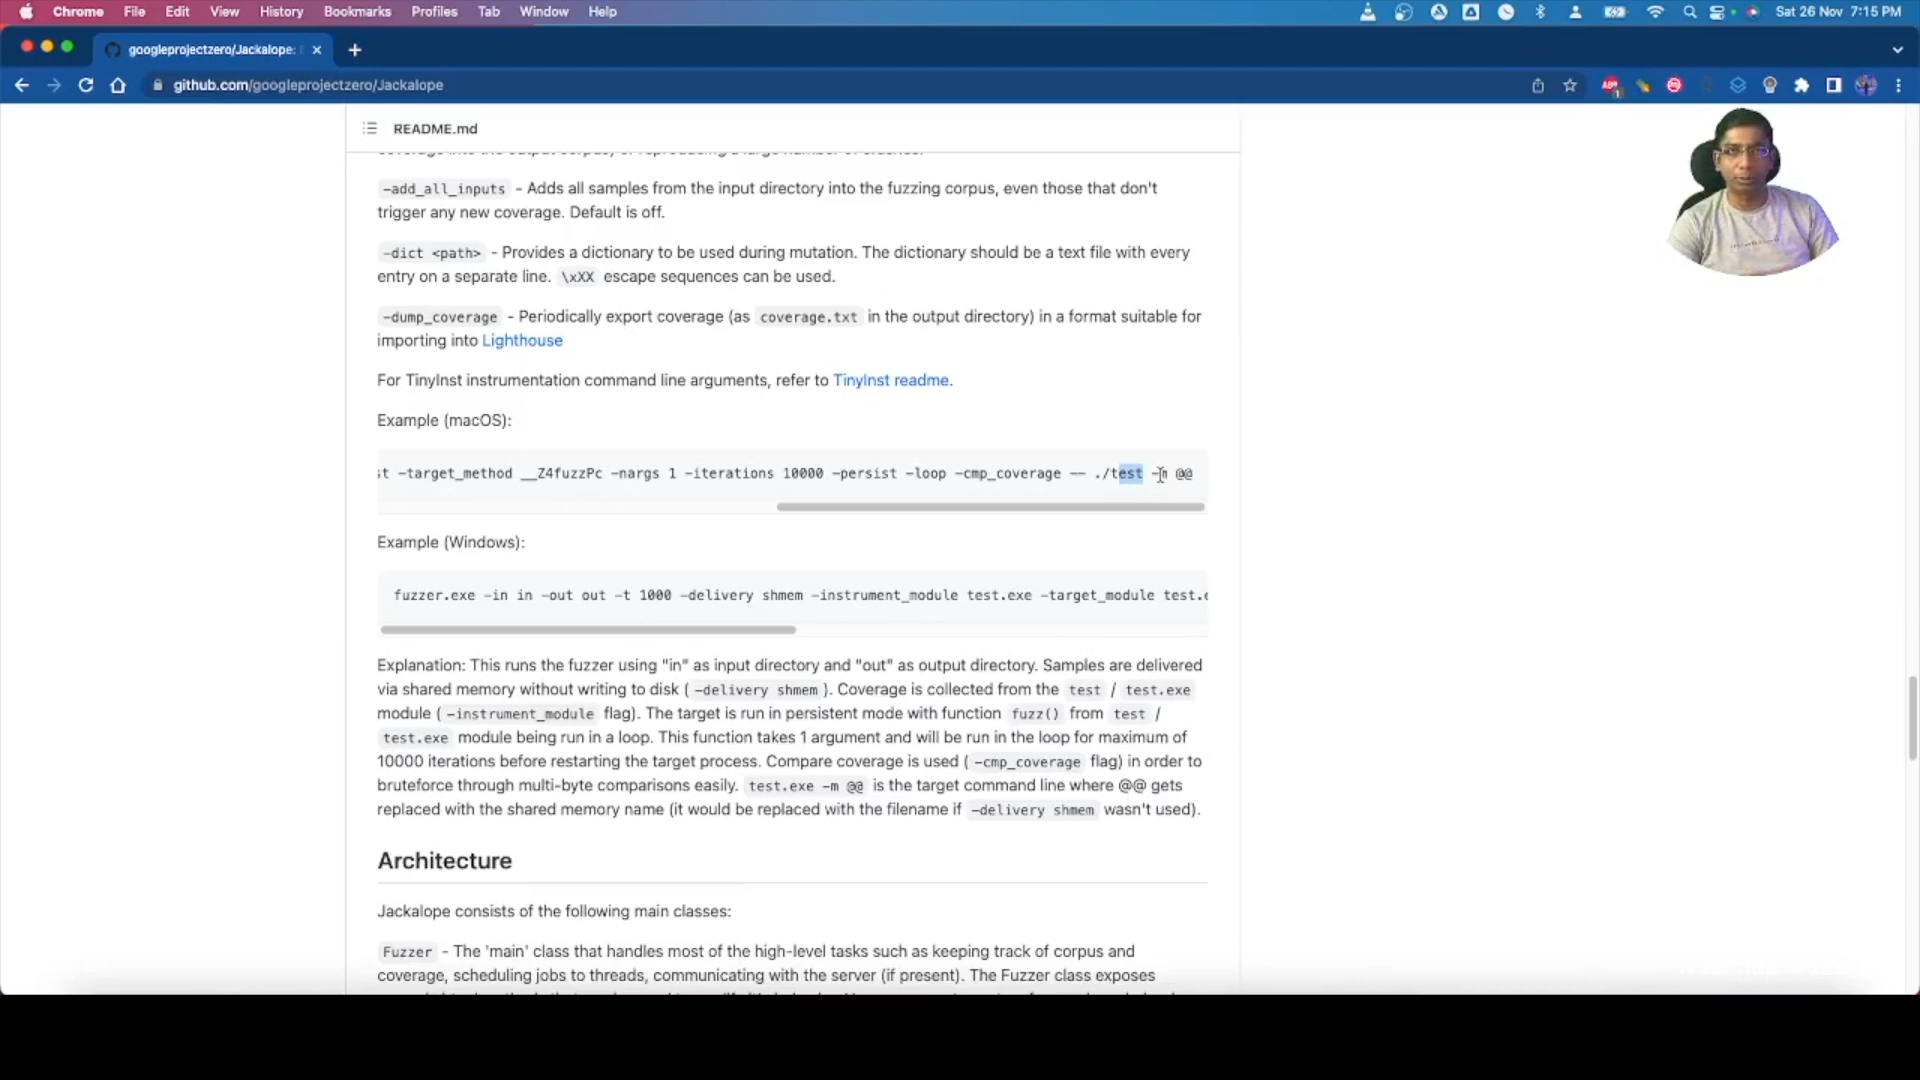 Chrome File Edit View History Bookmarks Profiles Tab Window Help Sat 26 Nov 7:15 PM
googleprojectzero/Jackalope:
github.com/googleprojectzero/Jackalope
README.md
-add_all_inputs - Adds all samples from the input directory into the fuzzing corpus, even those that don't
trigger any new coverage. Default is off.
-dict <path> - Provides a dictionary to be used during mutation. The dictionary should be a text file with every
entry on a separate line. \xXX escape sequences can be used.
-dump_coverage - Periodically export coverage (as coverage.txt in the output directory) in a format suitable for
importing into Lighthouse
For TinyInst instrumentation command line arguments, refer to TinyInst readme.
Example (macOS):
st -target_method __Z4fuzzPc -nargs 1 -iterations 10000 -persist -loop -cmp_coverage -- ./test -m @@
Example (Windows):
fuzzer.exe -in in -out out -t 1000 -delivery shmem -instrument_module test.exe -target_module test.e
Explanation: This runs the fuzzer using "in" as input directory and "out" as output directory. Samples are delivered
via shared memory without writing to disk ( -delivery shmem ). Coverage is collected from the test / test.exe
module ( -instrument_module flag). The target is run in persistent mode with function fuzz() from test /
test.exe module being run in a loop. This function takes 1 argument and will be run in the loop for maximum of
10000 iterations before restarting the target process. Compare coverage is used ( -cmp_coverage flag) in order to
bruteforce through multi-byte comparisons easily. test.exe -m @@ is the target command line where @@ gets
replaced with the shared memory name (it would be replaced with the filename if -delivery shmem wasn't used).
Architecture
Jackalope consists of the following main classes:
Fuzzer - The 'main' class that handles most of the high-level tasks such as keeping track of corpus and
coverage, scheduling jobs to threads, communicating with the server (if present). The Fuzzer class exposes